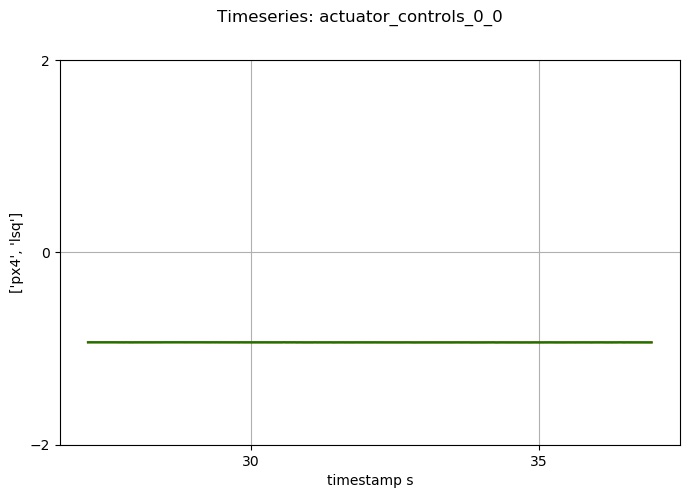 Timeseries: actuator_controls_0_0
2
0
−2
['px4', 'lsq']
30
35
timestamp s